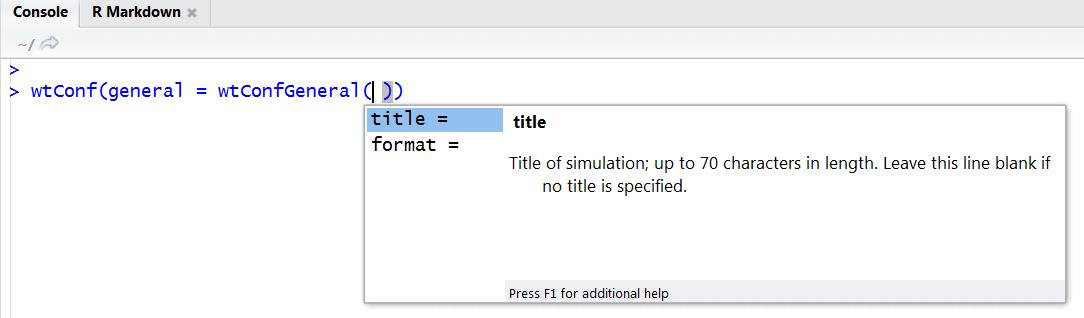 Console R Markdown ×
~/
>
> wtConf(general = wtConfGeneral( ))
title =
format =
title
Title of simulation; up to 70 characters in length. Leave this line blank if
no title is specified.
Press F1 for additional help